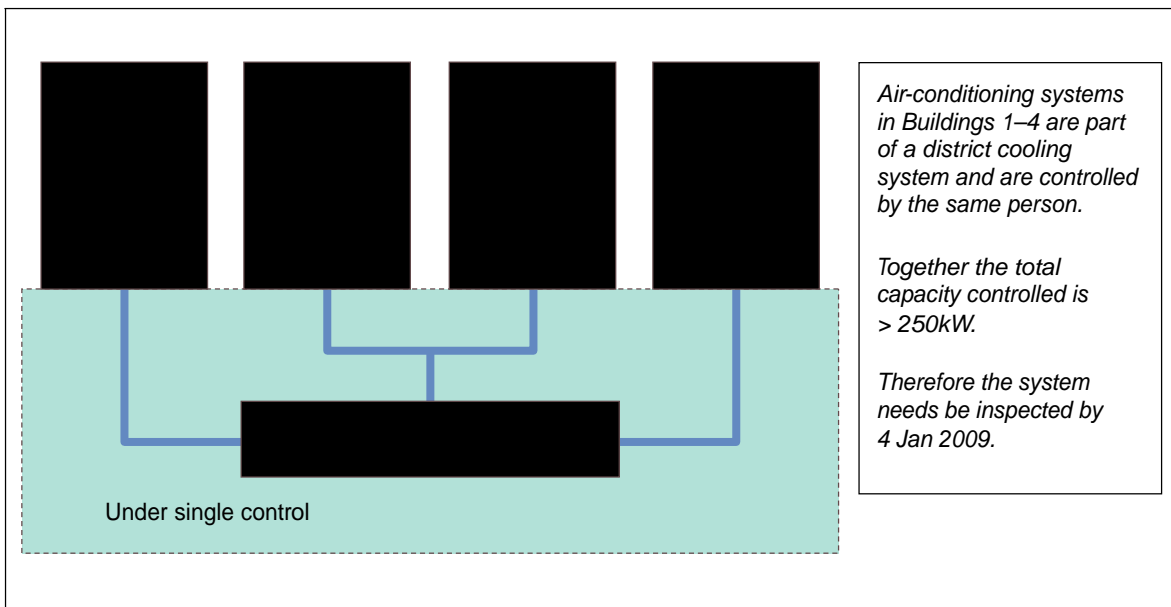 Air-conditioning systems
in Buildings 1–4 are part
of a district cooling
system and are controlled
by the same person.
Together the total
capacity controlled is
> 250kW.
Therefore the system
needs be inspected by
4 Jan 2009.
Under single control